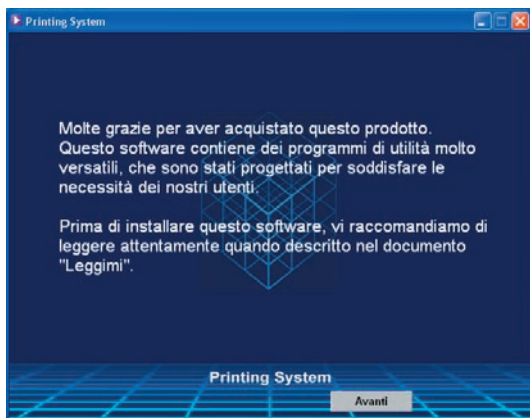 Printing System
Molte grazie per aver acquistato questo prodotto.
Questo software contiene dei programmi di utilità molto
versatili, che sono stati progettati per soddisfare le
necessità dei nostri utenti.
Prima di installare questo software, vi raccomandiamo di
leggere attentamente quando descritto nel documento
"Leggimi".
Printing System
Avanti